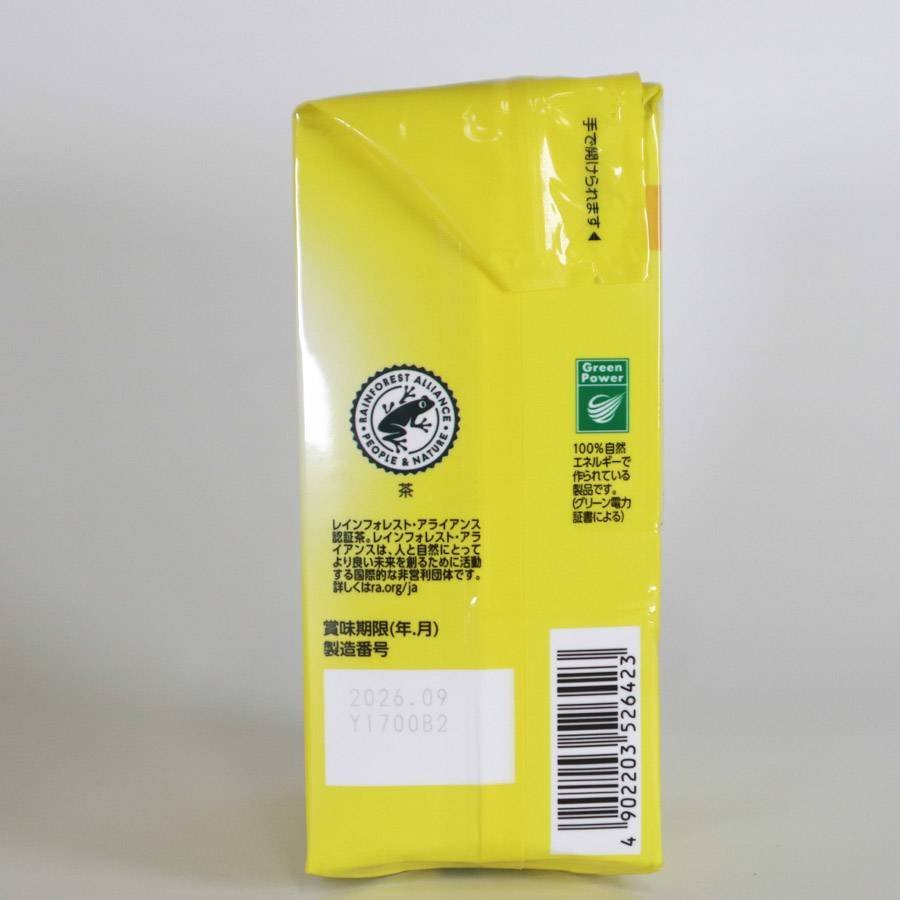 手で開けられます◀
RAINFOREST ALLIANCE
PEOPLE & NATURE
茶
レインフォレスト・アライアンス
認証茶。レインフォレスト・アラ
イアンスは、人と自然にとって
より良い未来を創るために活動
する国際的な非営利団体です。
詳しくはra.org/ja
Green
Power
100%自然
エネルギーで
作られている
製品です。
(グリーン電力
証書による)
賞味期限(年.月)
製造番号
2026.09
Y1700B2
4 902203 526423